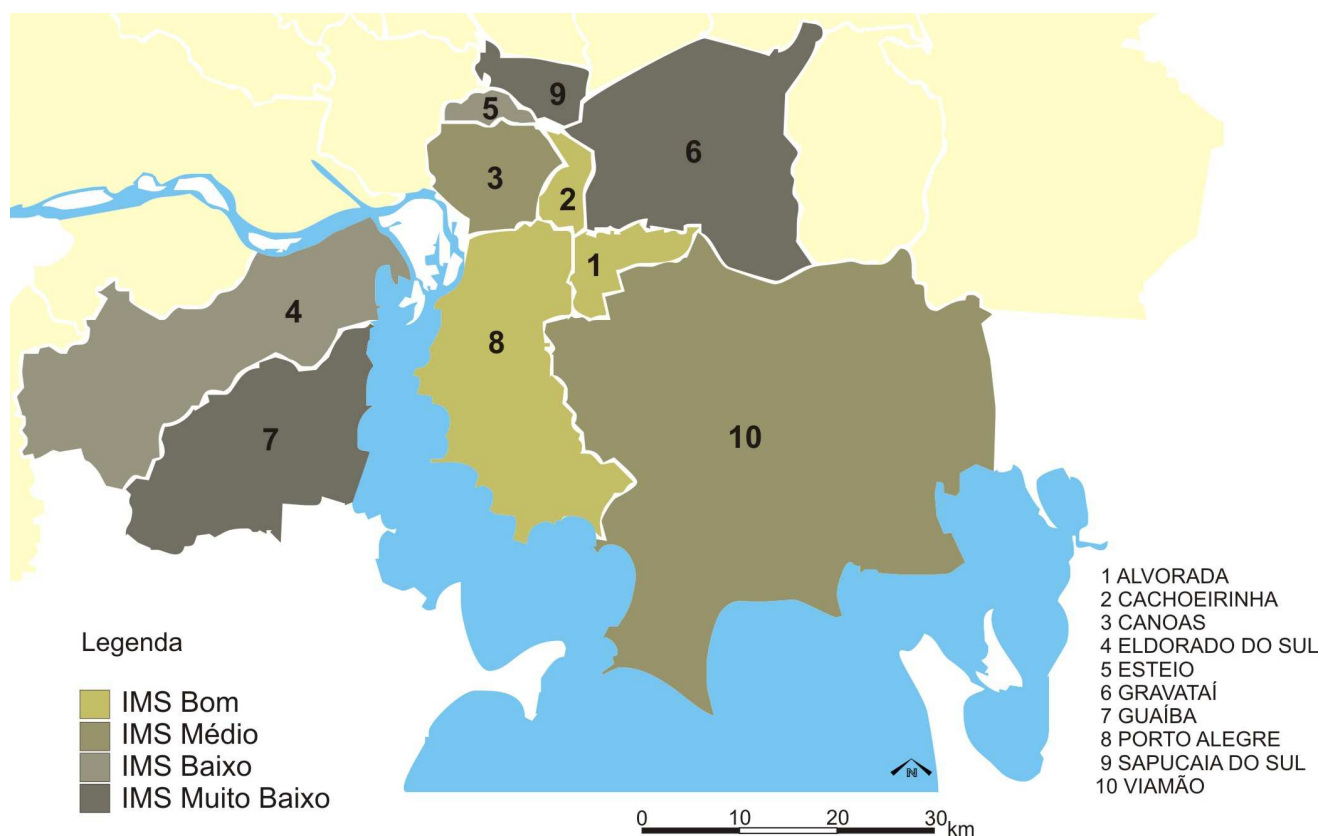 9
5
6
3
2
1
4
8
7
10
1 ALVORADA
2 CACHOEIRINHA
3 CANOAS
4 ELDORADO DO SUL
5 ESTEIO
6 GRAVATAÍ
7 GUAÍBA
8 PORTO ALEGRE
9 SAPUCAIA DO SUL
10 VIAMÃO
Legenda
IMS Bom
IMS Médio
IMS Baixo
IMS Muito Baixo
N
0 10 20 30 km